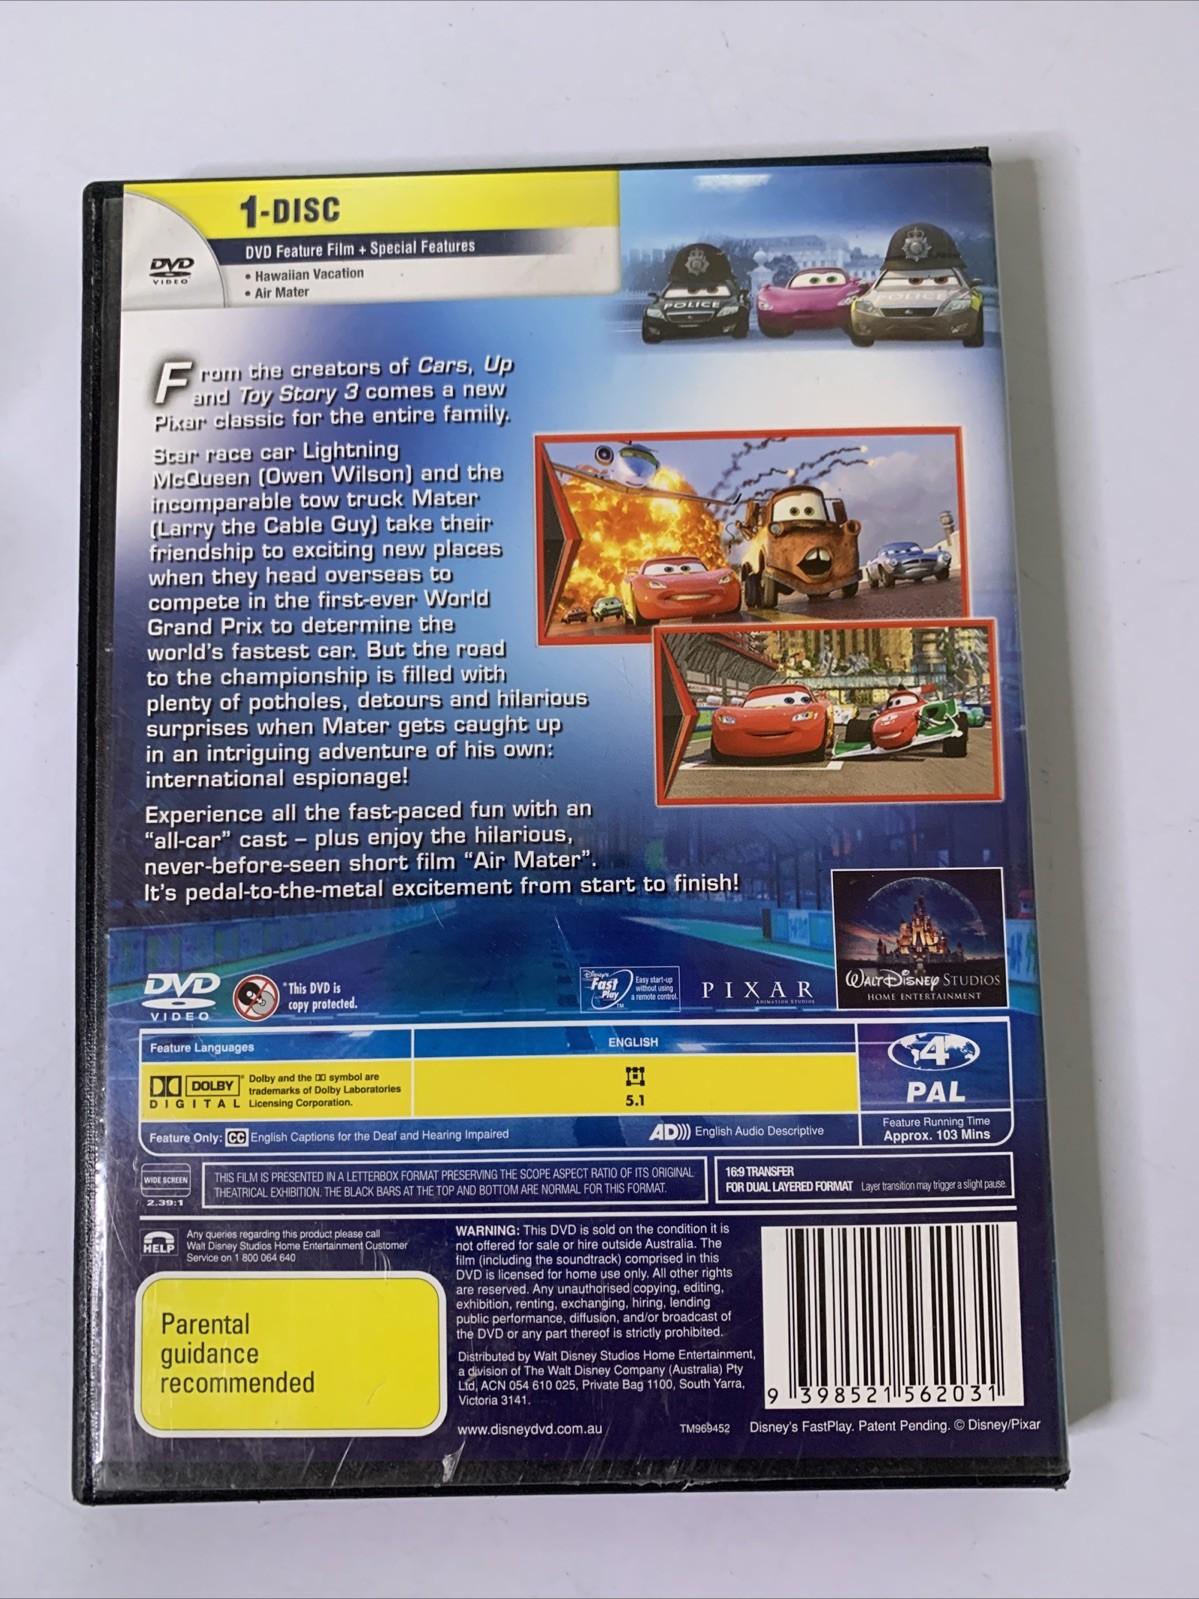 1-DISC
DVD Feature Film + Special Features
• Hawaiian Vacation
• Air Mater
DVD
VIDEO
POLICE
POLICE
From the creators of Cars, Up
and Toy Story 3 comes a new
Pixar classic for the entire family.
Star race car Lightning
McQueen (Owen Wilson) and the
incomparable tow truck Mater
(Larry the Cable Guy) take their
friendship to exciting new places
when they head overseas to
compete in the first-ever World
Grand Prix to determine the
world's fastest car. But the road
to the championship is filled with
plenty of potholes, detours and hilarious
surprises when Mater gets caught up
in an intriguing adventure of his own:
international espionage!
Experience all the fast-paced fun with an
"all-car" cast – plus enjoy the hilarious,
never-before-seen short film "Air Mater".
It's pedal-to-the-metal excitement from start to finish!
DVD
VIDEO
*This DVD is
copy protected.
Disney's
Fast
Play
TM
Easy start-up
without using
a remote control.
PIXAR
ANIMATION STUDIOS
WALT DISNEY STUDIOS
HOME ENTERTAINMENT
Feature Languages
ENGLISH
DOLBY
DIGITAL
Dolby and the DD symbol are
trademarks of Dolby Laboratories
Licensing Corporation.
5.1
4
PAL
Feature Only: CC English Captions for the Deaf and Hearing Impaired
AD))) English Audio Descriptive
Feature Running Time
Approx. 103 Mins
WIDE SCREEN
2.39:1
THIS FILM IS PRESENTED IN A LETTERBOX FORMAT PRESERVING THE SCOPE ASPECT RATIO OF ITS ORIGINAL
THEATRICAL EXHIBITION. THE BLACK BARS AT THE TOP AND BOTTOM ARE NORMAL FOR THIS FORMAT.
16:9 TRANSFER
FOR DUAL LAYERED FORMAT Layer transition may trigger a slight pause.
HELP
Any queries regarding this product please call
Walt Disney Studios Home Entertainment Customer
Service on 1 800 064 640
Parental
guidance
recommended
WARNING: This DVD is sold on the condition it is
not offered for sale or hire outside Australia. The
film (including the soundtrack) comprised in this
DVD is licensed for home use only. All other rights
are reserved. Any unauthorised copying, editing,
exhibition, renting, exchanging, hiring, lending
public performance, diffusion, and/or broadcast of
the DVD or any part thereof is strictly prohibited.
Distributed by Walt Disney Studios Home Entertainment,
a division of The Walt Disney Company (Australia) Pty
Ltd, ACN 054 610 025, Private Bag 1100, South Yarra,
Victoria 3141.
www.disneydvd.com.au
TM969452
9 398521 562031
Disney's FastPlay. Patent Pending. © Disney/Pixar